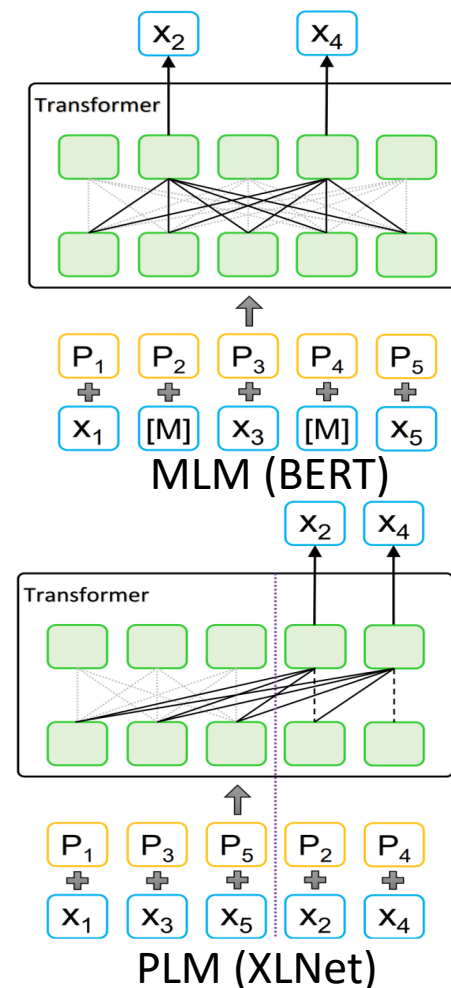 x₂ x₄
Transformer
P₁ P₂ P₃ P₄ P₅
x₁ [M] x₃ [M] x₅
MLM (BERT)
x₂ x₄
Transformer
P₁ P₃ P₅ P₂ P₄
x₁ x₃ x₅ x₂ x₄
PLM (XLNet)